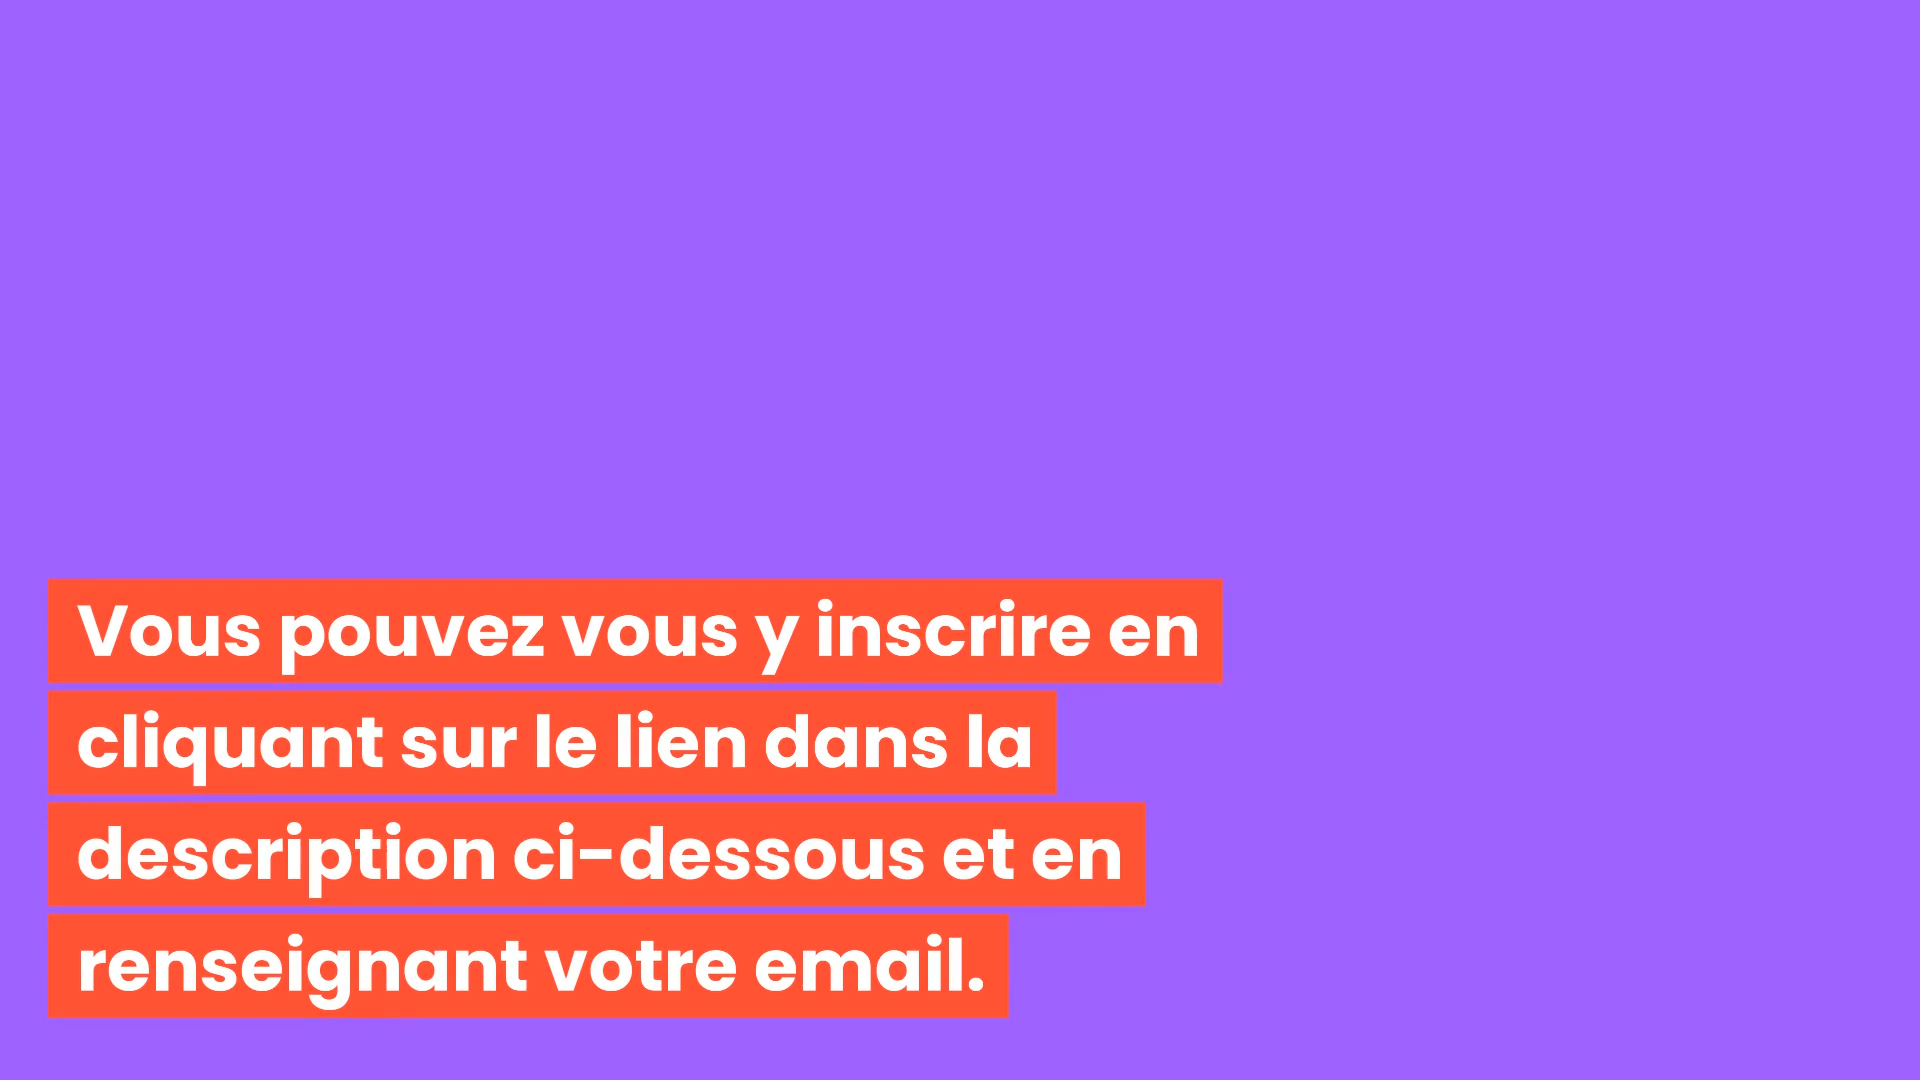 Vous pouvez vous y inscrire en
cliquant sur le lien dans la
description ci-dessous et en
renseignant votre email.